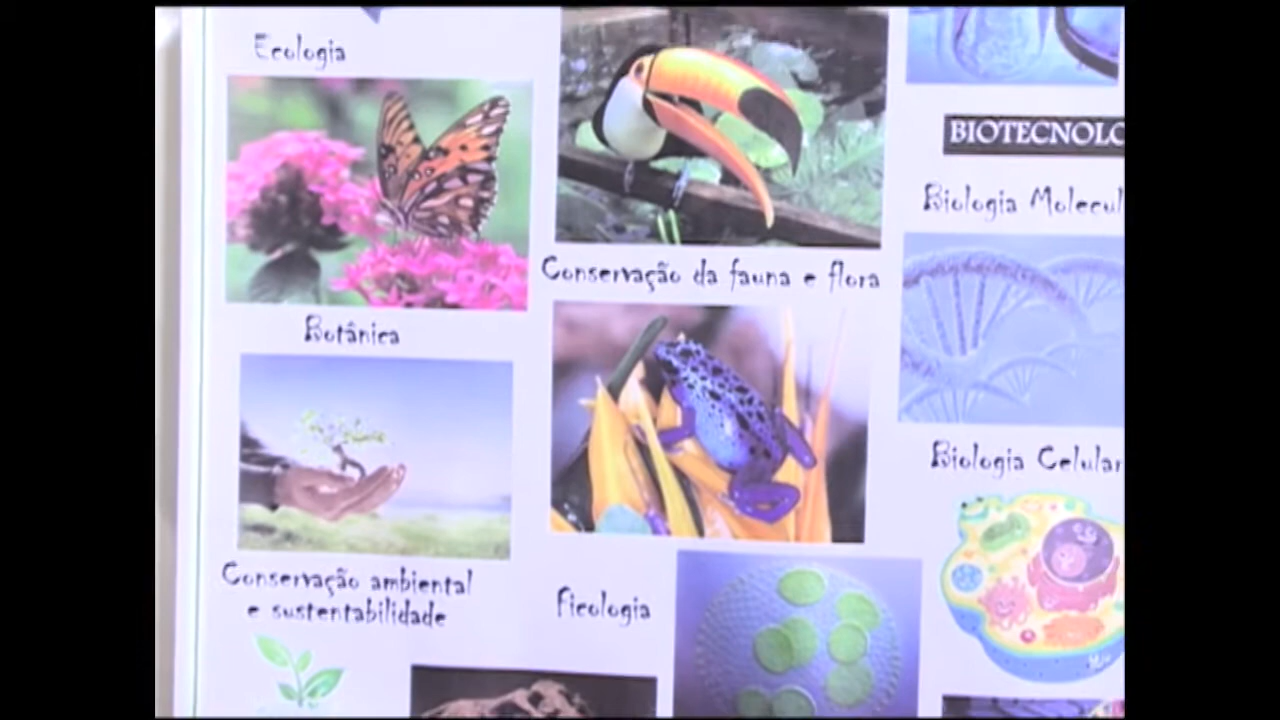 Ecologia
BIOTECNOLO
Biologia Molecul
Conservação da fauna e flora
Botânica
Biologia Celular
Conservação ambiental
e sustentabilidade
Ficologia